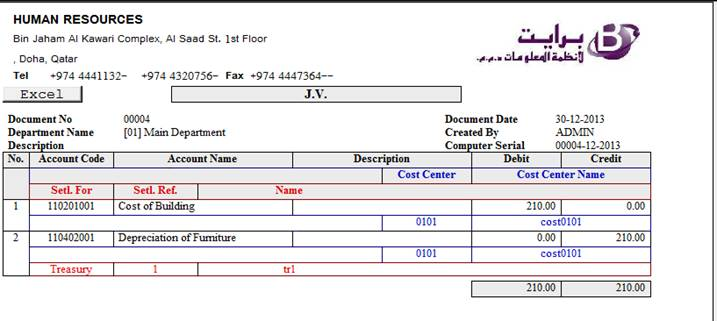 HUMAN RESOURCES
Bin Jaham Al Kawari Complex, Al Saad St. 1st Floor
, Doha, Qatar
Tel +974 4441132- +974 4320756- Fax +974 4447364--
برايت
لأنظمة المعلومات ذ.م.م.
B
Excel
J.V.
Document No 00004 Document Date 30-12-2013
Department Name [01] Main Department Created By ADMIN
Description Computer Serial 00004-12-2013
No. Account Code Account Name Description Debit Credit
Cost Center Cost Center Name
Setl. For Setl. Ref. Name
1 110201001 Cost of Building 210.00 0.00
0101 cost0101
2 110402001 Depreciation of Furniture 0.00 210.00
0101 cost0101
Treasury 1 tr1
210.00 210.00